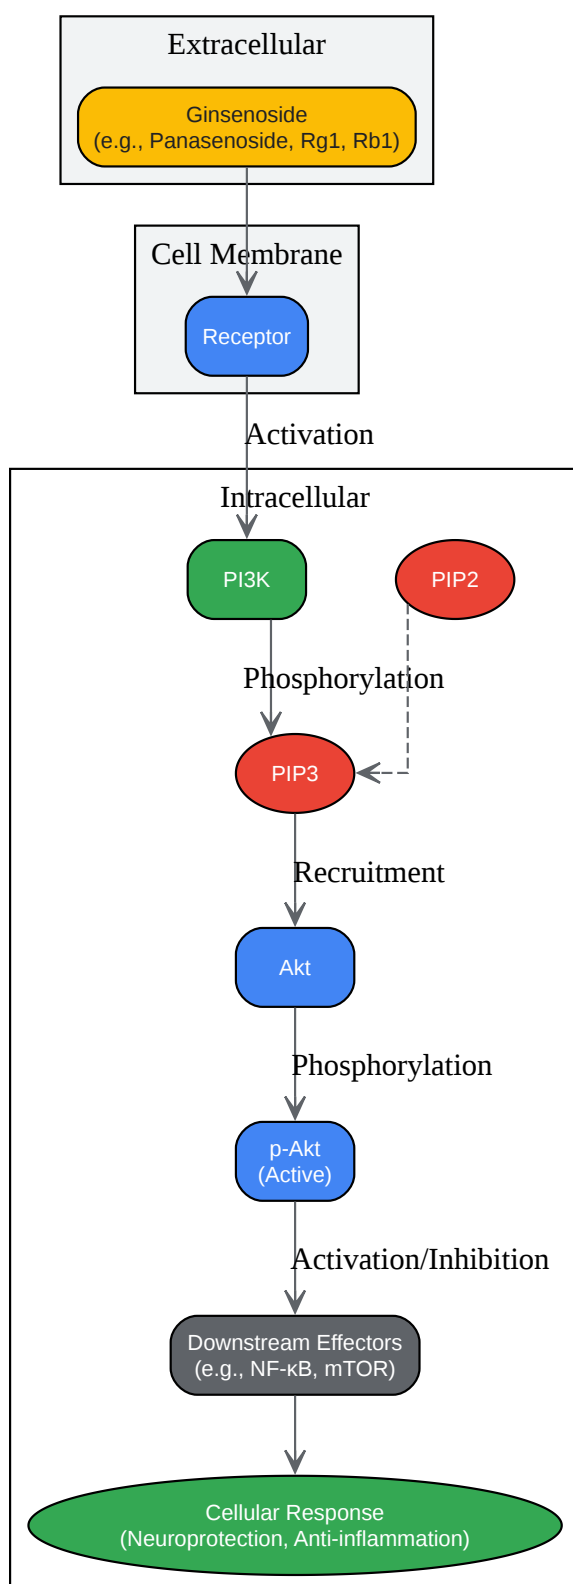 Extracellular
Ginsenoside
(e.g., Panasenoside, Rg1, Rb1)
Cell Membrane
Receptor
Activation
Intracellular
PI3K
PIP2
Phosphorylation
PIP3
Recruitment
Akt
Phosphorylation
p-Akt
(Active)
Activation/Inhibition
Downstream Effectors
(e.g., NF-κB, mTOR)
Cellular Response
(Neuroprotection, Anti-inflammation)